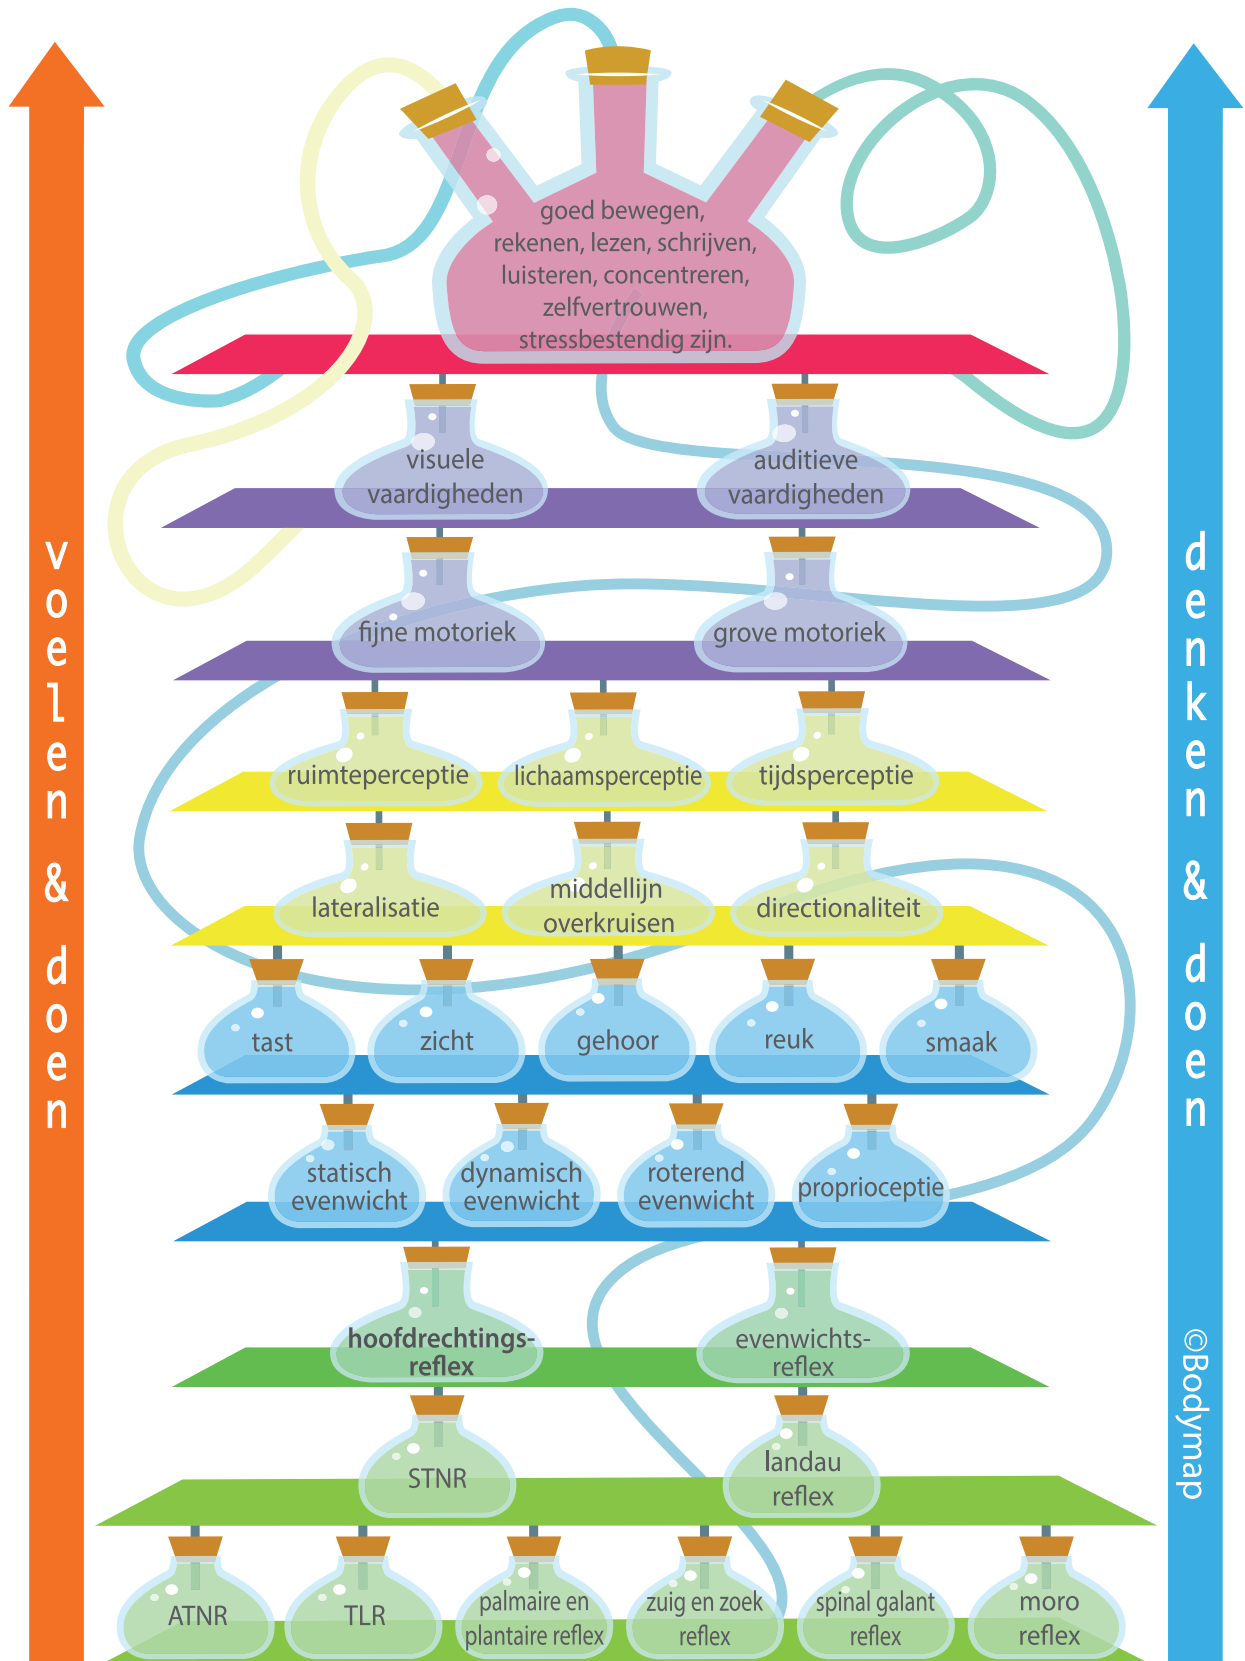 goed bewegen,
rekenen, lezen, schrijven,
luisteren, concentreren,
zelfvertrouwen,
stressbestendig zijn.
visuele
vaardigheden
auditieve
vaardigheden
fijne motoriek
grove motoriek
ruimteperceptie
lichaamsperceptie
tijdsperceptie
lateralisatie
middellijn
overkruisen
directionaliteit
tast
zicht
gehoor
reuk
smaak
statisch
evenwicht
dynamisch
evenwicht
roterend
evenwicht
proprioceptie
hoofdrechtings-
reflex
evenwichts-
reflex
STNR
landau
reflex
ATNR
TLR
palmaire en
plantaire reflex
zuig en zoek
reflex
spinal galant
reflex
moro
reflex
voelen & doen
denken & doen
©Bodymap